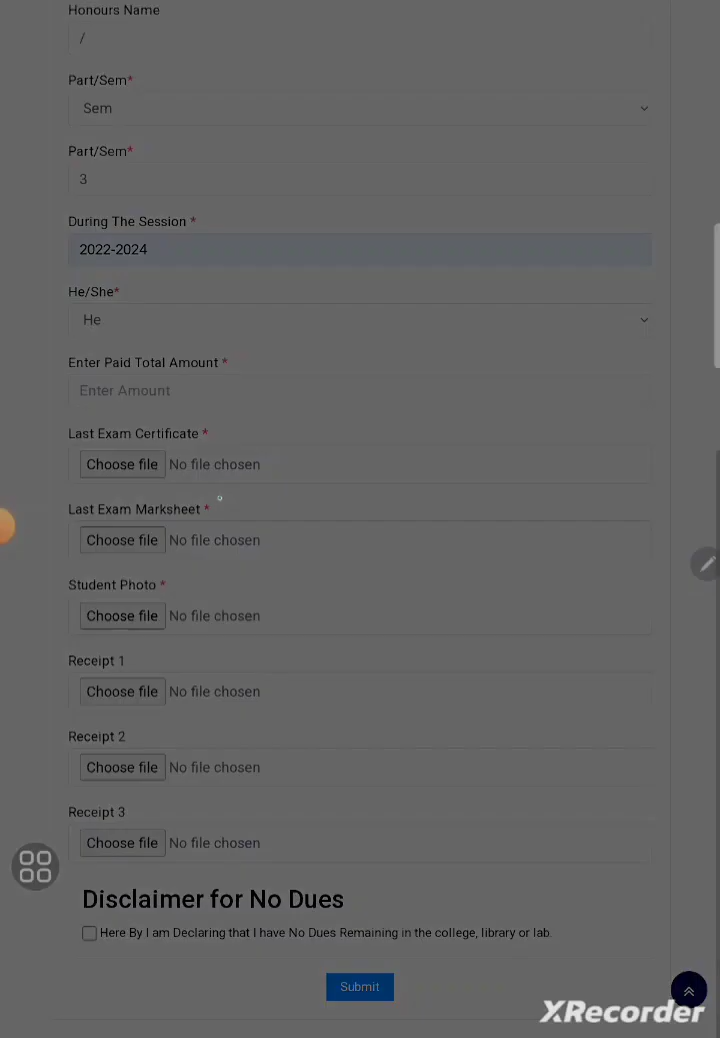 Honours Name
/
Part/Sem*
Sem
Part/Sem*
3
During The Session *
2022-2024
He/She*
He
Enter Paid Total Amount *
Enter Amount
Last Exam Certificate *
Choose file No file chosen
Last Exam Marksheet *
Choose file No file chosen
Student Photo *
Choose file No file chosen
Receipt 1
Choose file No file chosen
Receipt 2
Choose file No file chosen
Receipt 3
Choose file No file chosen
Disclaimer for No Dues
Here By I am Declaring that I have No Dues Remaining in the college, library or lab.
Submit
XRecorder